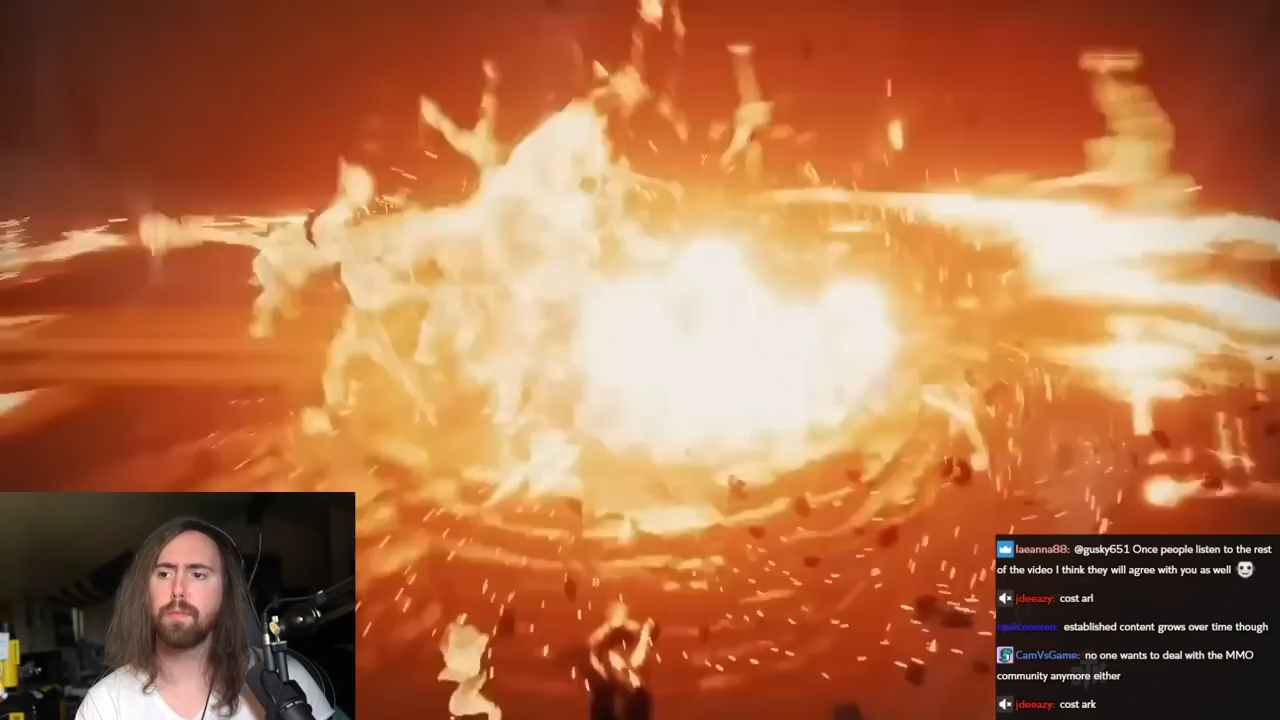 laeanna88: @gusky651 Once people listen to the rest
of the video I think they will agree with you as well
jdeeazy: cost arl
established content grows over time though
CamVsGame: no one wants to deal with the MMO
community anymore either
jdeeazy: cost ark